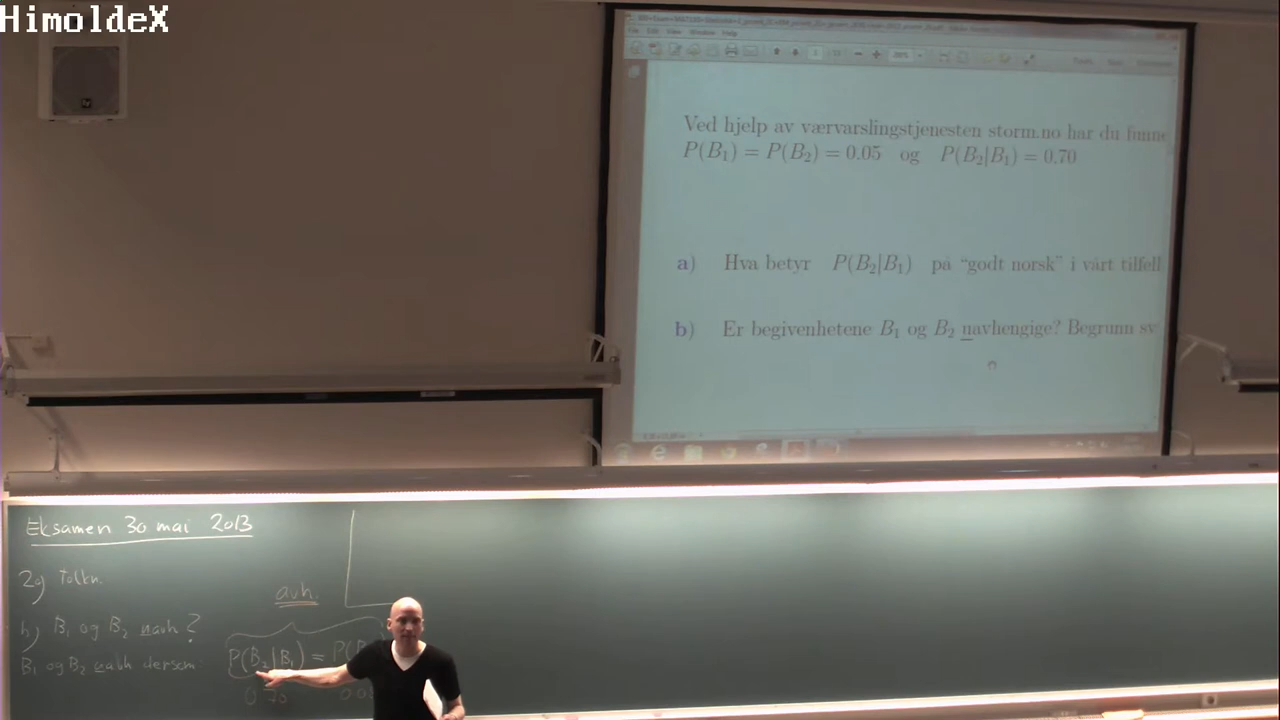 HimoldeX
Ved hjelp av værvarslingstjenesten storm.no har du funne
P(B₁) = P(B₂) = 0.05 og P(B₂|B₁) = 0.70
a) Hva betyr P(B₂|B₁) på "godt norsk" i vårt tilfell
b) Er begivenhetene B₁ og B₂ uavhengige? Begrunn sv
Eksamen 30 mai 2013
avh.
b) B₁ og B₂ uavh?
B₁ og B₂ uavh dersom: P(B₂|B₁) = P(B
0.70 0.0